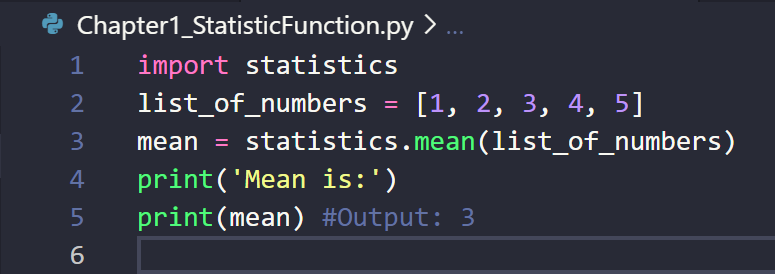 Chapter1_StatisticFunction.py > ...
1 import statistics
2 list_of_numbers = [1, 2, 3, 4, 5]
3 mean = statistics.mean(list_of_numbers)
4 print('Mean is:')
5 print(mean) #Output: 3
6